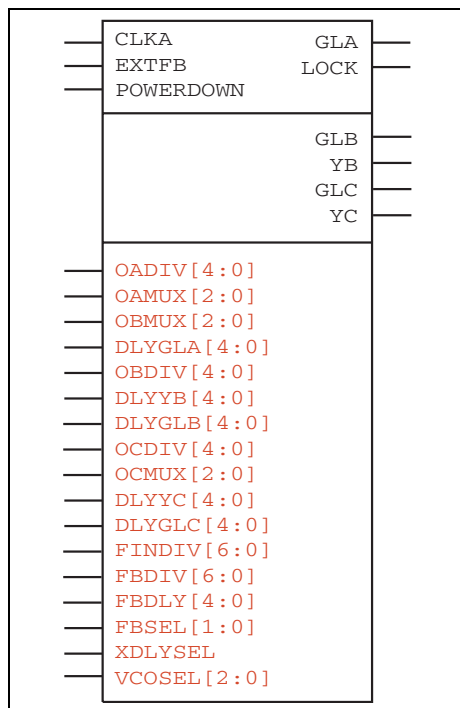 CLKA GLA
EXTFB LOCK
POWERDOWN
GLB
YB
GLC
YC
OADIV[4:0]
OAMUX[2:0]
OBMUX[2:0]
DLYGLA[4:0]
OBDIV[4:0]
DLYYB[4:0]
DLYGLB[4:0]
OCDIV[4:0]
OCMUX[2:0]
DLYYC[4:0]
DLYGLC[4:0]
FINDIV[6:0]
FBDIV[6:0]
FBDLY[4:0]
FBSEL[1:0]
XDLYSEL
VCOSEL[2:0]